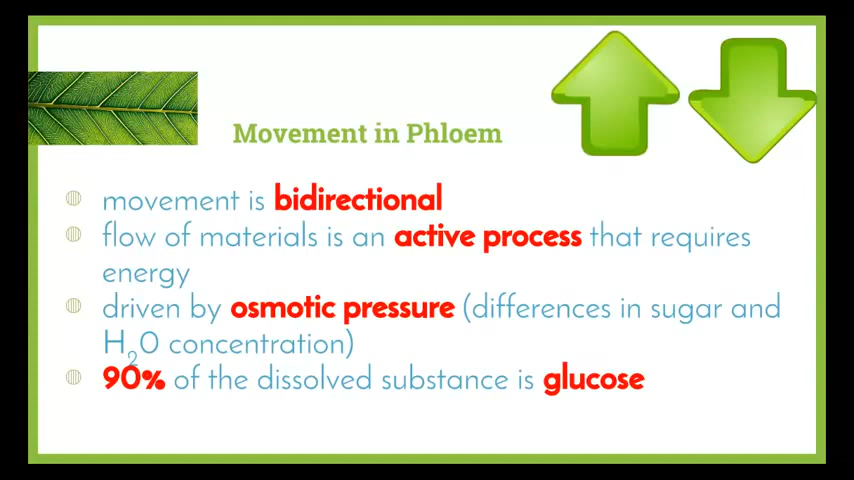 Movement in Phloem
movement is bidirectional
flow of materials is an active process that requires
energy
driven by osmotic pressure (differences in sugar and
H₂0 concentration)
90% of the dissolved substance is glucose